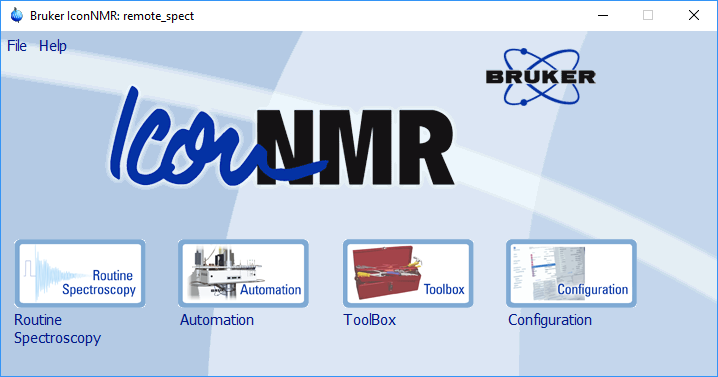 Bruker IconNMR: remote_spect
File Help
BRUKER
IconNMR
Routine
Spectroscopy
Automation
Toolbox
Configuration
Routine
Spectroscopy
Automation
ToolBox
Configuration